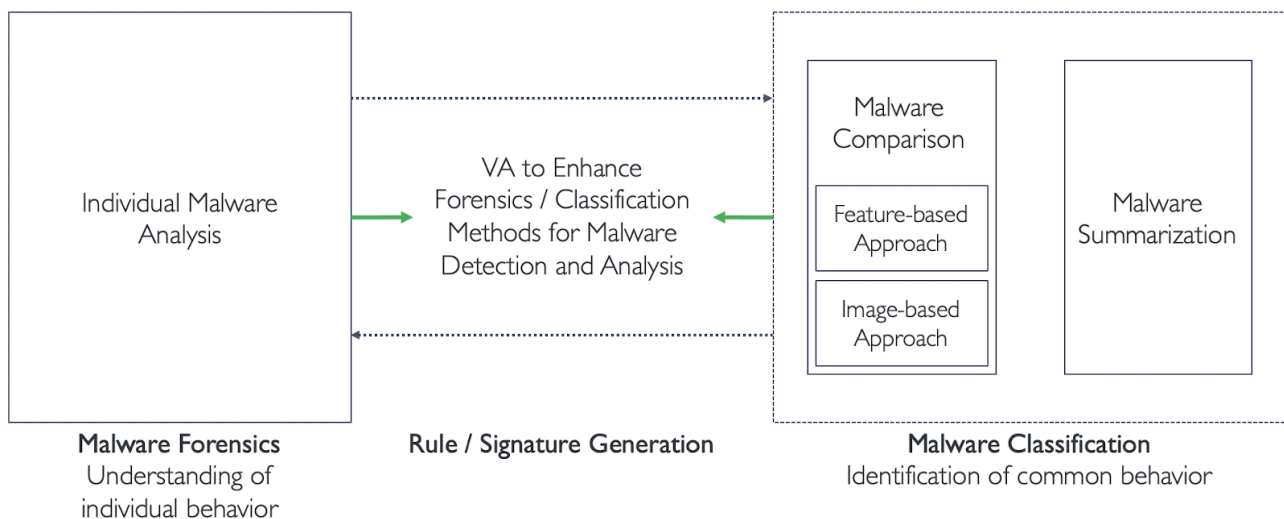 Individual Malware
Analysis
VA to Enhance
Forensics / Classification
Methods for Malware
Detection and Analysis
Malware
Comparison
Feature-based
Approach
Image-based
Approach
Malware
Summarization
Malware Forensics
Understanding of
individual behavior
Rule / Signature Generation
Malware Classification
Identification of common behavior